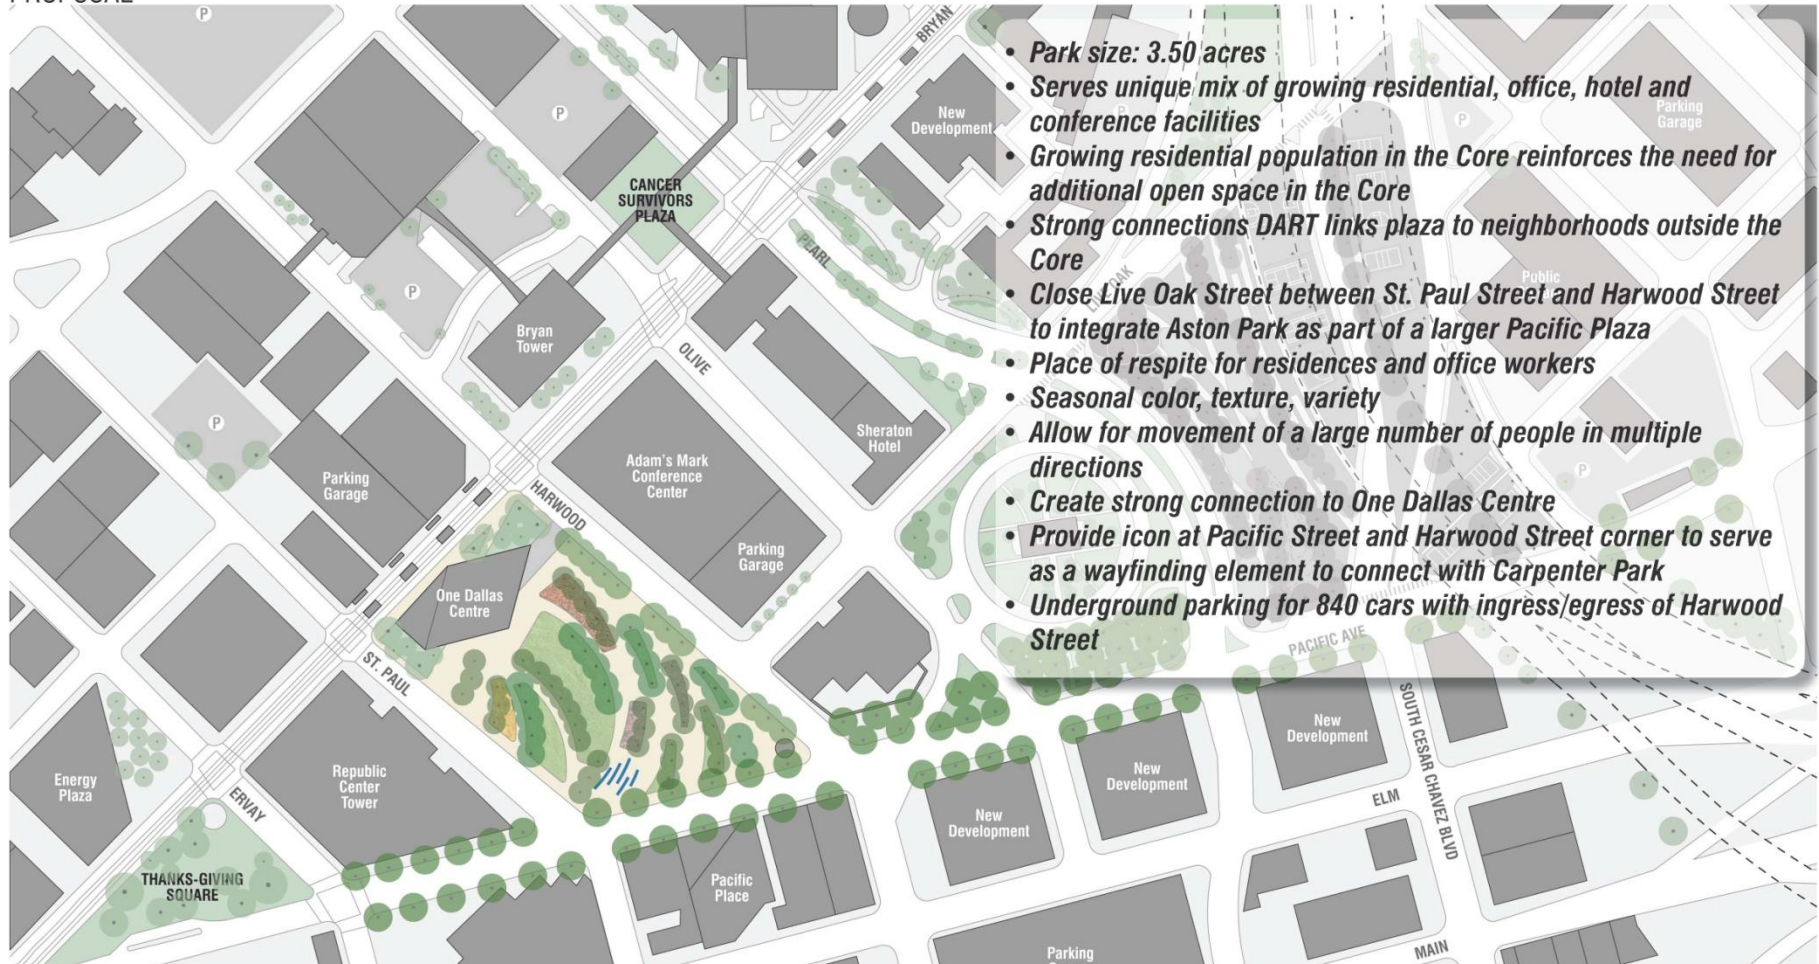 • Park size: 3.50 acres
• Serves unique mix of growing residential, office, hotel and
conference facilities
• Growing residential population in the Core reinforces the need for
additional open space in the Core
• Strong connections DART links plaza to neighborhoods outside the
Core
• Close Live Oak Street between St. Paul Street and Harwood Street
to integrate Aston Park as part of a larger Pacific Plaza
• Place of respite for residences and office workers
• Seasonal color, texture, variety
• Allow for movement of a large number of people in multiple
directions
• Create strong connection to One Dallas Centre
• Provide icon at Pacific Street and Harwood Street corner to serve
as a wayfinding element to connect with Carpenter Park
• Underground parking for 840 cars with ingress/egress of Harwood
Street
P
BRYAN
P
New
Development
Parking
Garage
P
CANCER
SURVIVORS
PLAZA
PEARL
OAK
Public
P
Bryan
Tower
OLIVE
P
Sheraton
Hotel
Adam's Mark
Conference
Center
P
Parking
Garage
HARWOOD
Parking
Garage
One Dallas
Centre
PACIFIC AVE
ST. PAUL
SOUTH CESAR CHAVEZ BLVD
New
Development
Energy
Plaza
Republic
Center
Tower
New
Development
ERVAY
ELM
New
Development
THANKS-GIVING
SQUARE
Pacific
Place
Parking
MAIN